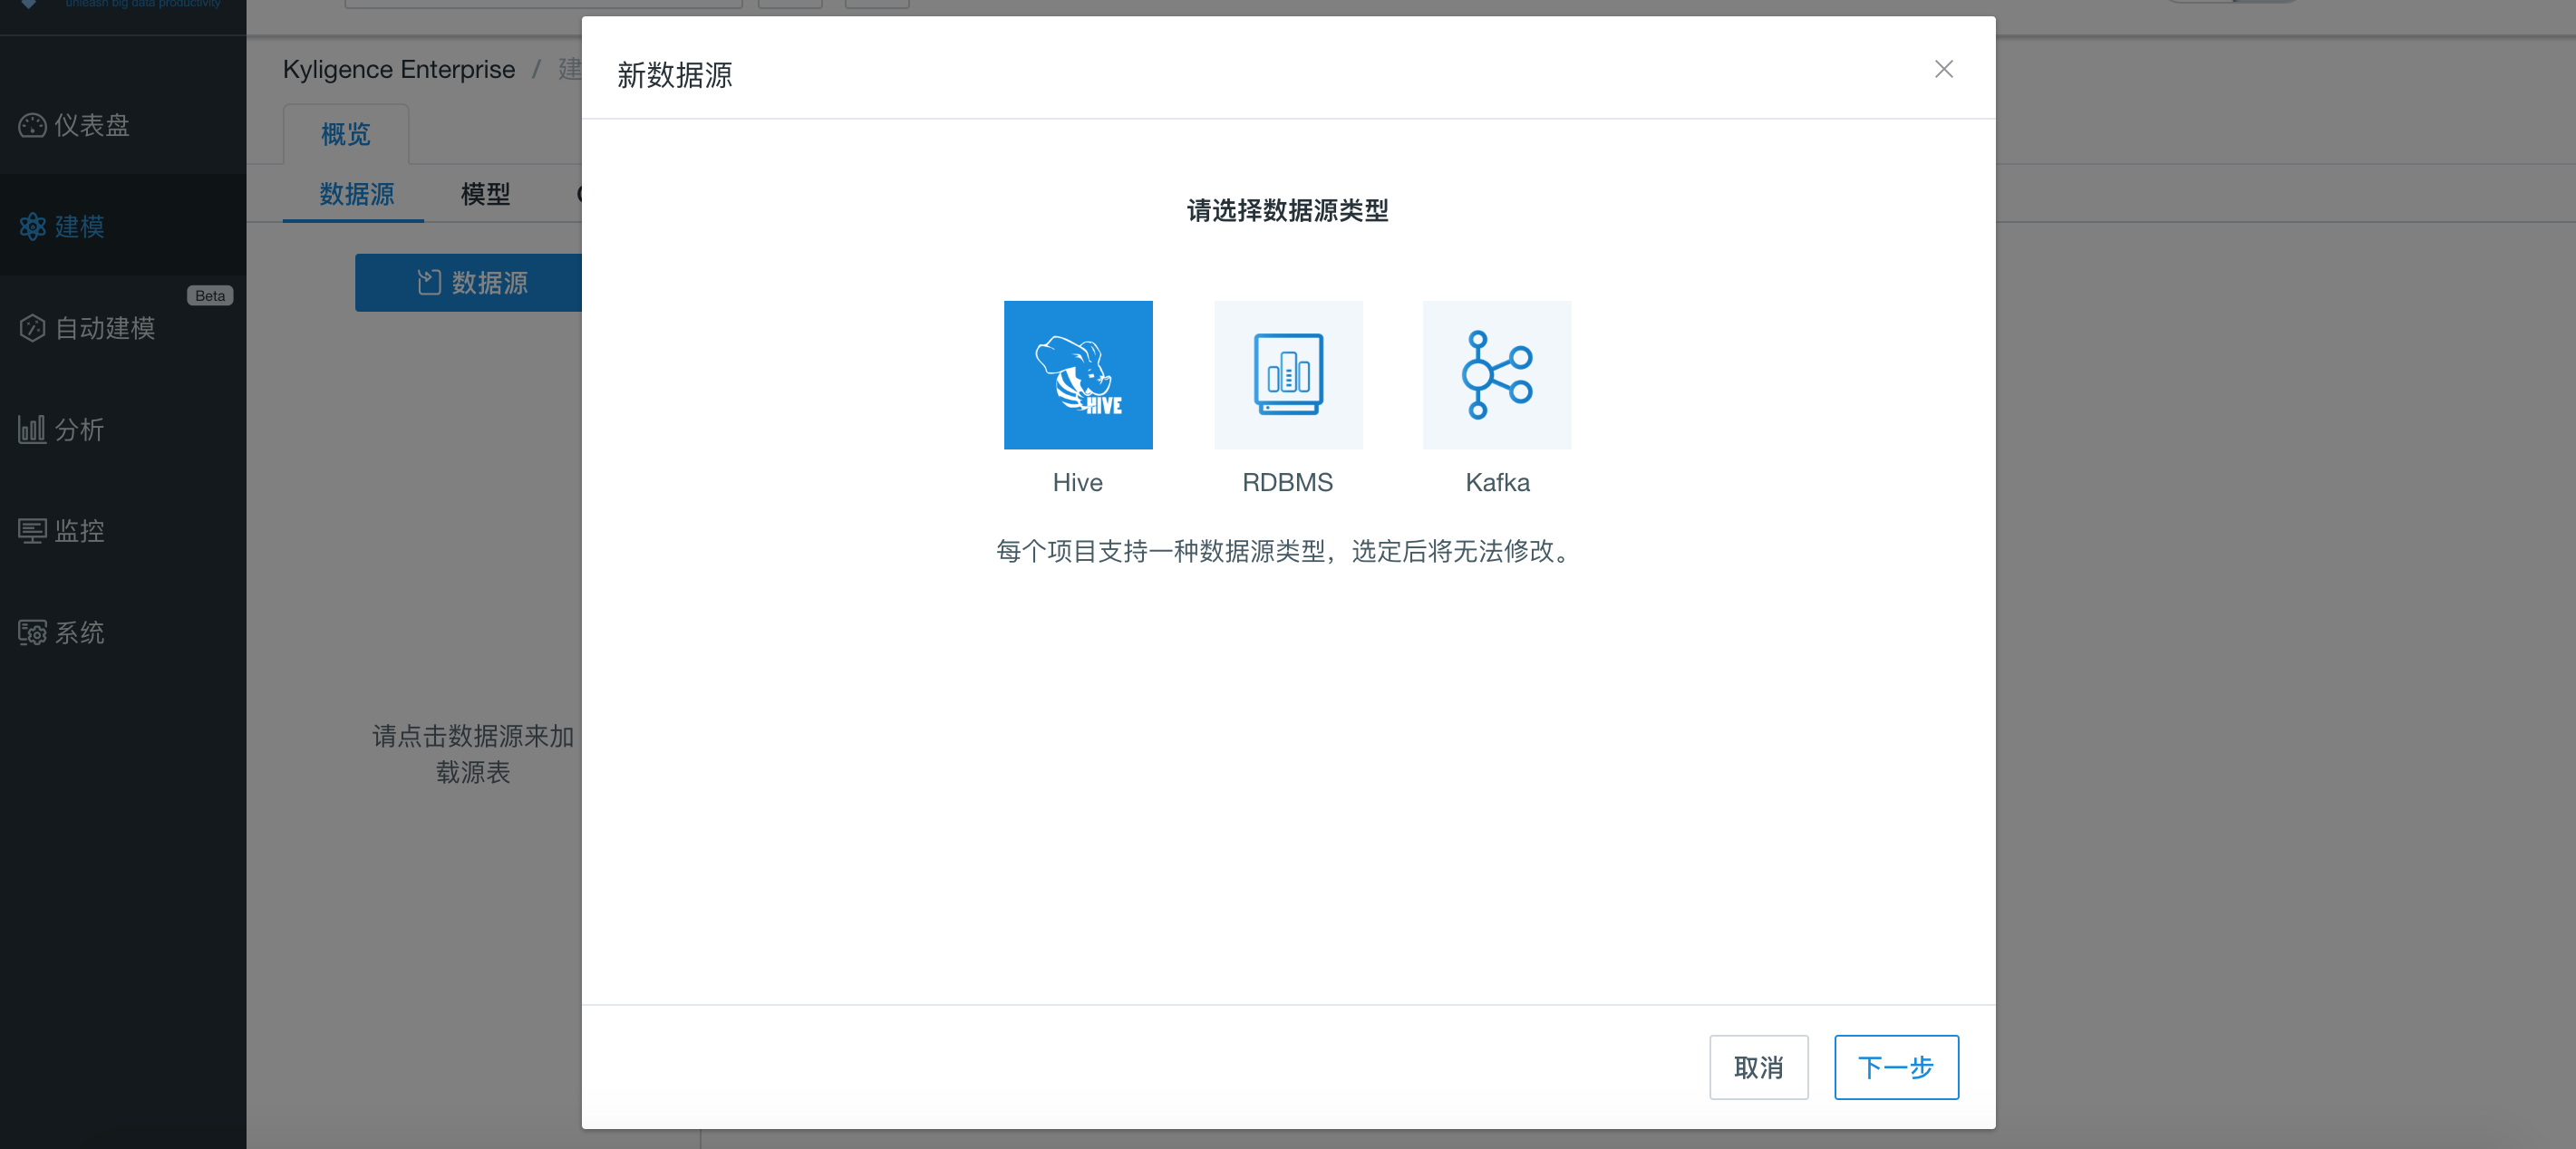 unleash big data productivity
Kyligence Enterprise / 建
新数据源
仪表盘
概览
建模
数据源 模型
请选择数据源类型
数据源
Beta
自动建模
HIVE
分析
Hive RDBMS Kafka
监控
每个项目支持一种数据源类型，选定后将无法修改。
系统
请点击数据源来加
载源表
取消 下一步